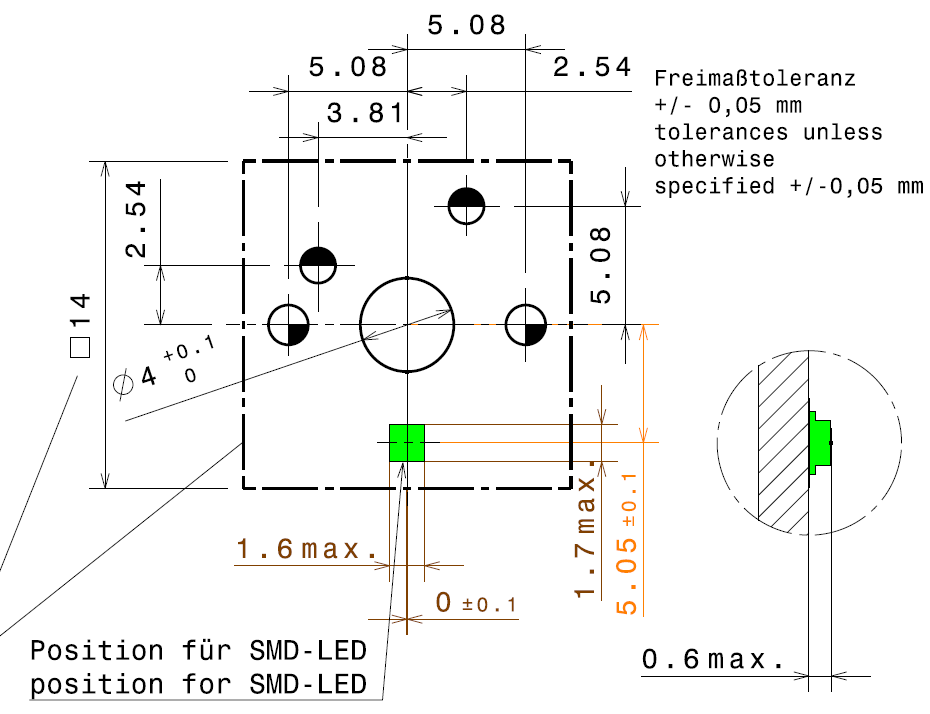 5.08
5.08
2.54
3.81
Freimaßtoleranz
+/- 0,05 mm
tolerances unless
otherwise
specified +/-0,05 mm
2.54
5.08
□14
∅4 +0.1
0
1.6max.
1.7max.
5.05 ±0.1
0 ±0.1
Position für SMD-LED
position for SMD-LED
0.6max.